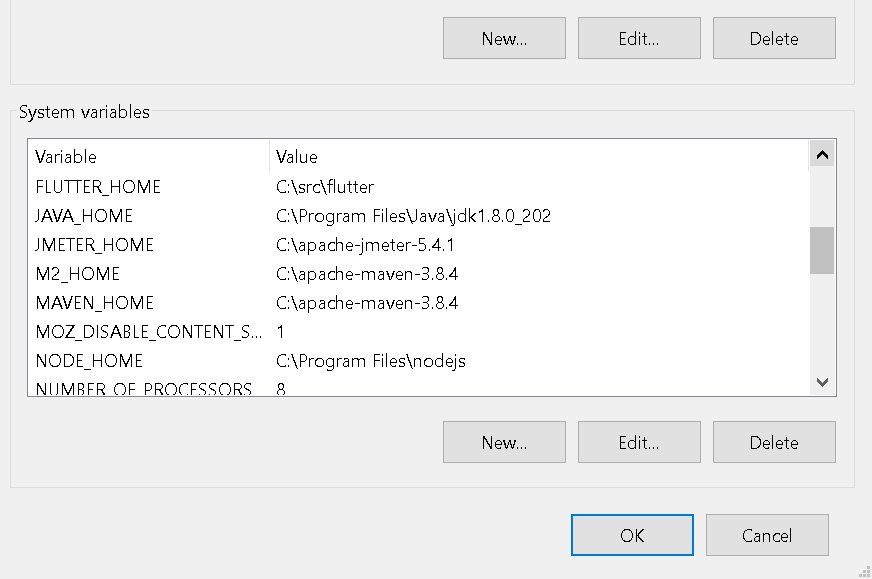 New... Edit... Delete
System variables
Variable Value
FLUTTER_HOME C:\src\flutter
JAVA_HOME C:\Program Files\Java\jdk1.8.0_202
JMETER_HOME C:\apache-jmeter-5.4.1
M2_HOME C:\apache-maven-3.8.4
MAVEN_HOME C:\apache-maven-3.8.4
MOZ_DISABLE_CONTENT_S... 1
NODE_HOME C:\Program Files\nodejs
NUMBER_OF_PROCESSORS 8
New... Edit... Delete
OK Cancel